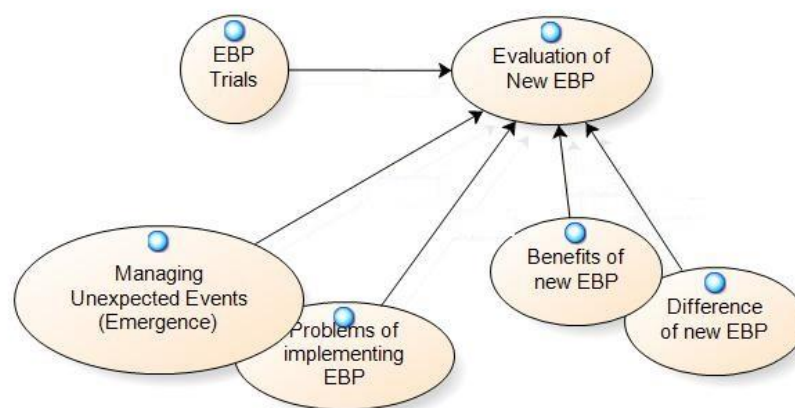 EBP
Trials
Evaluation of
New EBP
Managing
Unexpected Events
(Emergence)
Problems of
implementing
EBP
Benefits of
new EBP
Difference
of new EBP